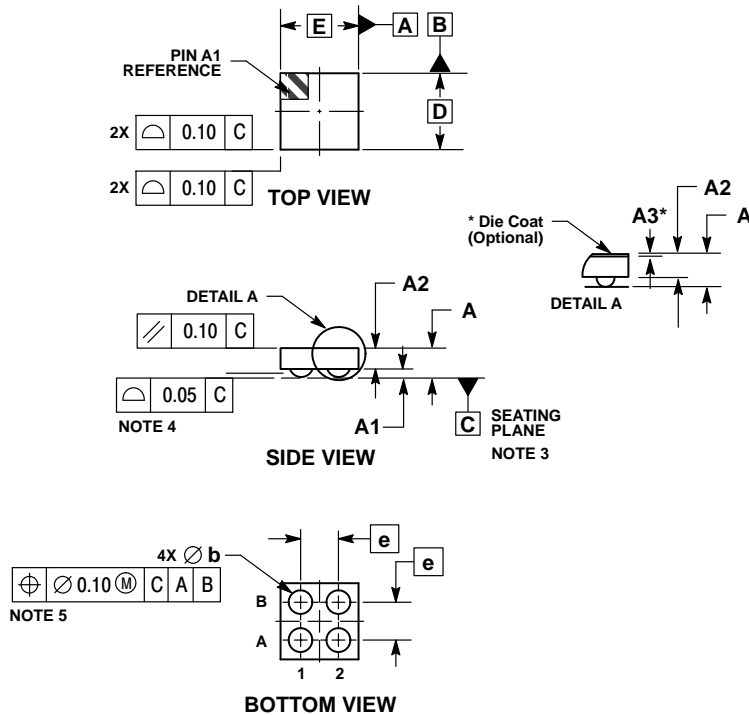 E
A
B
PIN A1
REFERENCE
D
2X ⌓ 0.10 C
2X ⌓ 0.10 C
TOP VIEW
* Die Coat
(Optional)
A3*
A2
A
DETAIL A
DETAIL A
A2
A
⫽ 0.10 C
⌓ 0.05 C
NOTE 4
A1
C
SEATING
PLANE
NOTE 3
SIDE VIEW
4X ∅ b
e
e
⌖ ∅ 0.10 Ⓜ C A B
NOTE 5
B
A
1 2
BOTTOM VIEW